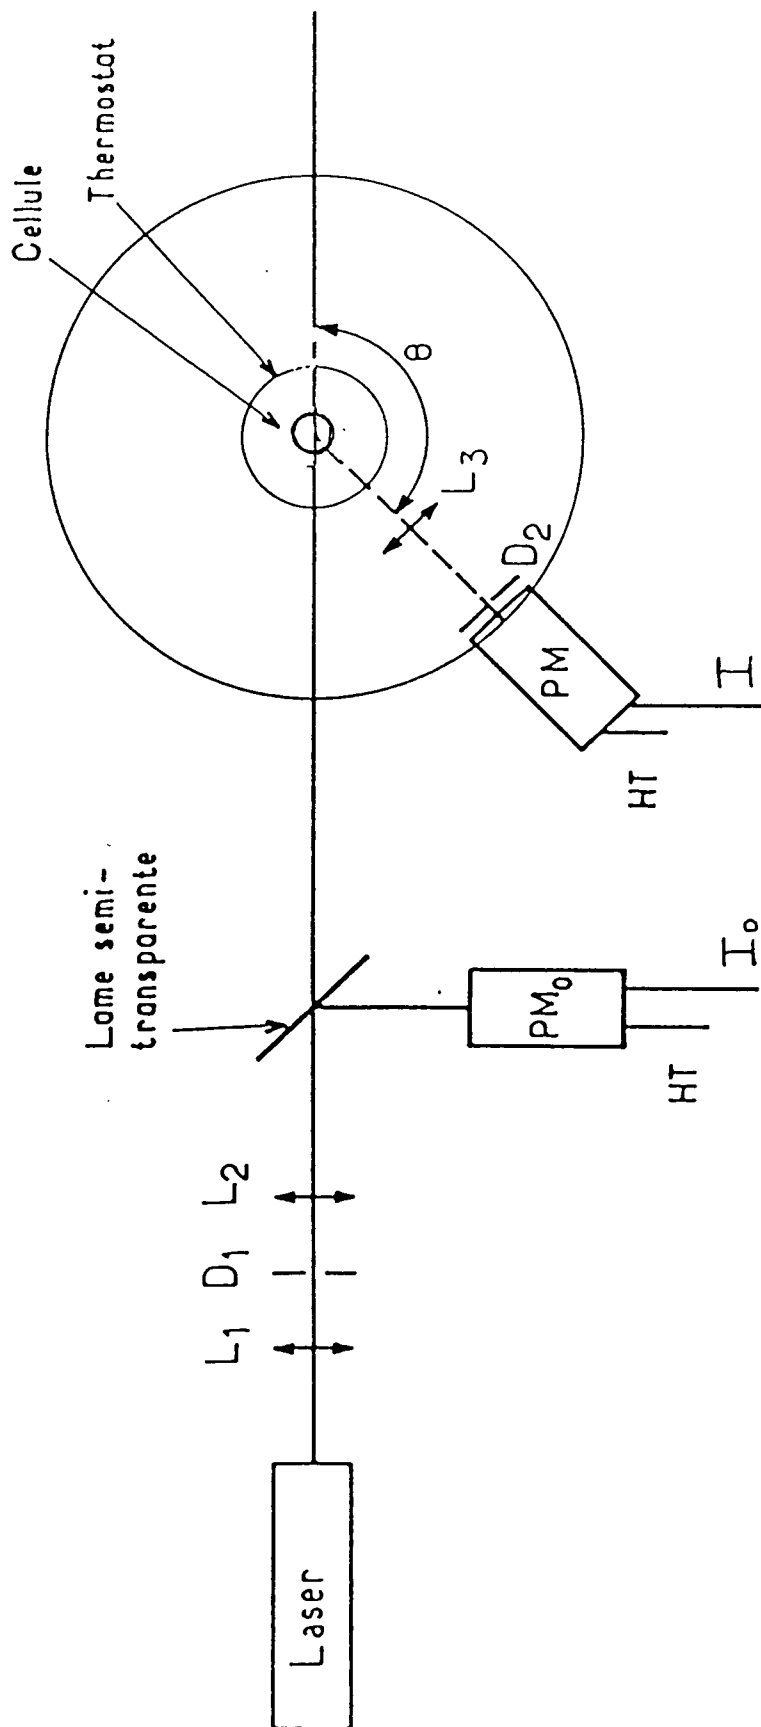 Laser
L1
D1
L2
Lame semi-
transparente
PM0
HT
I0
Cellule
Thermostat
θ
L3
D2
PM
HT
I